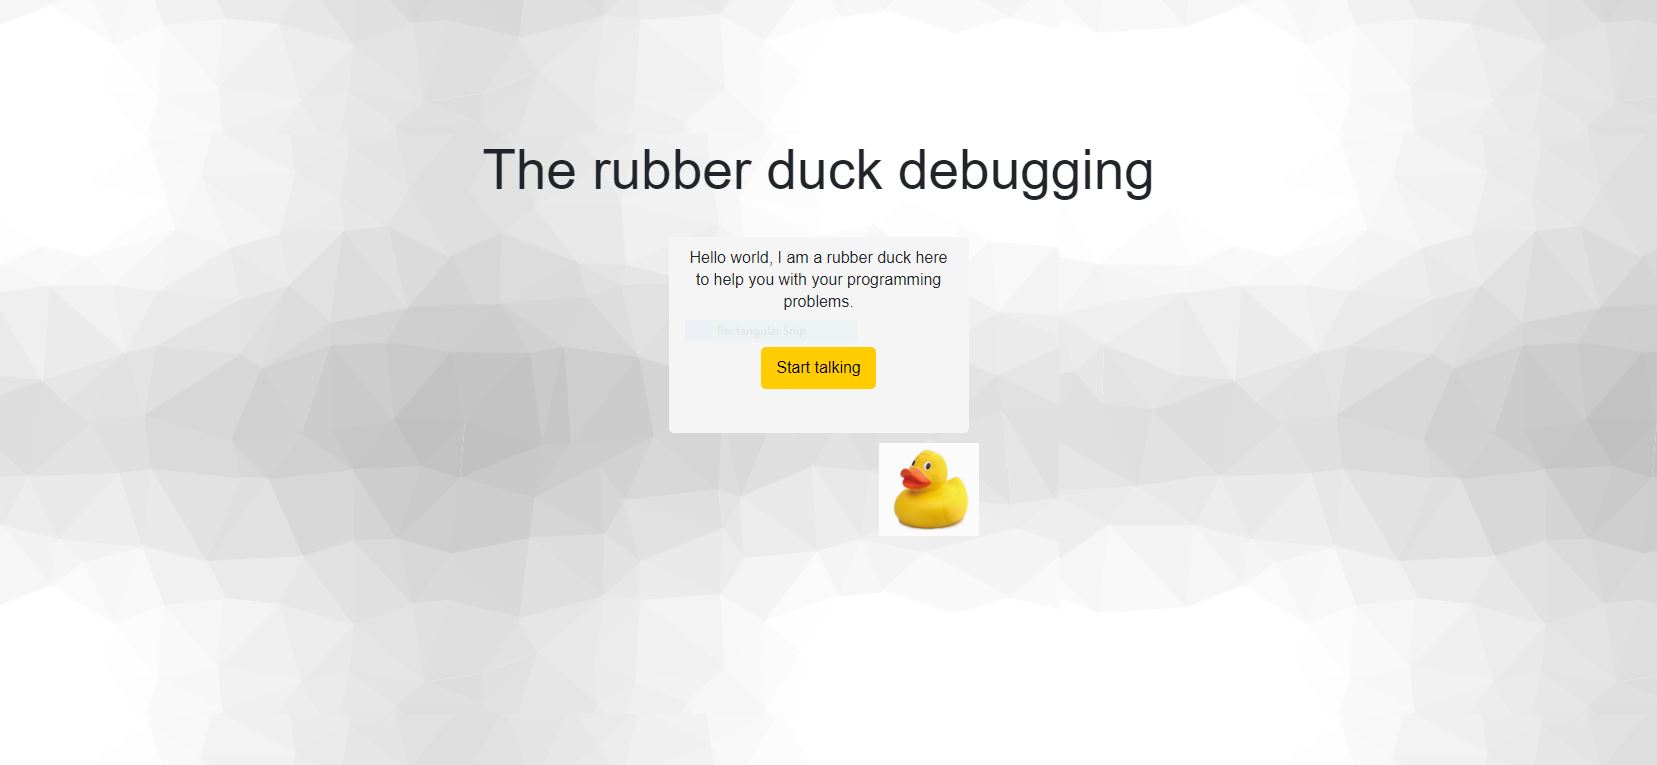 The rubber duck debugging
Hello world, I am a rubber duck here
to help you with your programming
problems.
Rectangular Snip
Start talking